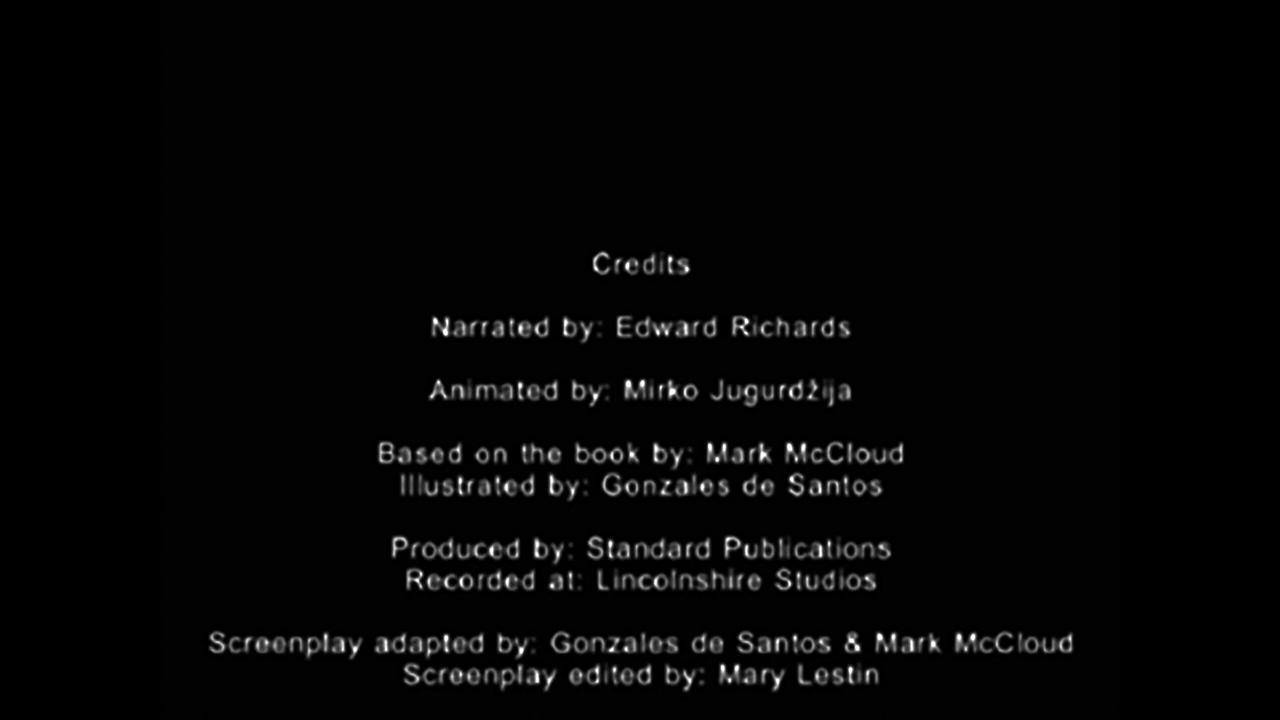 Credits
Narrated by: Edward Richards
Animated by: Mirko Jugurdžija
Based on the book by: Mark McCloud
Illustrated by: Gonzales de Santos
Produced by: Standard Publications
Recorded at: Lincolnshire Studios
Screenplay adapted by: Gonzales de Santos & Mark McCloud
Screenplay edited by: Mary Lestin